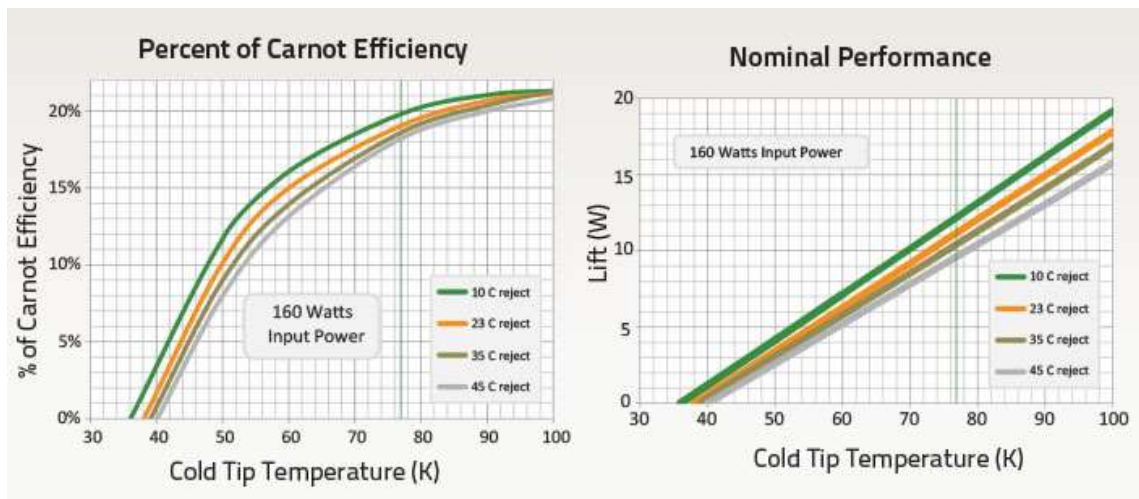 Percent of Carnot Efficiency
% of Carnot Efficiency
20%
15%
10%
5%
0%
160 Watts
Input Power
10 C reject
23 C reject
35 C reject
45 C reject
30 40 50 60 70 80 90 100
Cold Tip Temperature (K)
Nominal Performance
Lift (W)
20
15
10
5
0
160 Watts Input Power
10 C reject
23 C reject
35 C reject
45 C reject
30 40 50 60 70 80 90 100
Cold Tip Temperature (K)